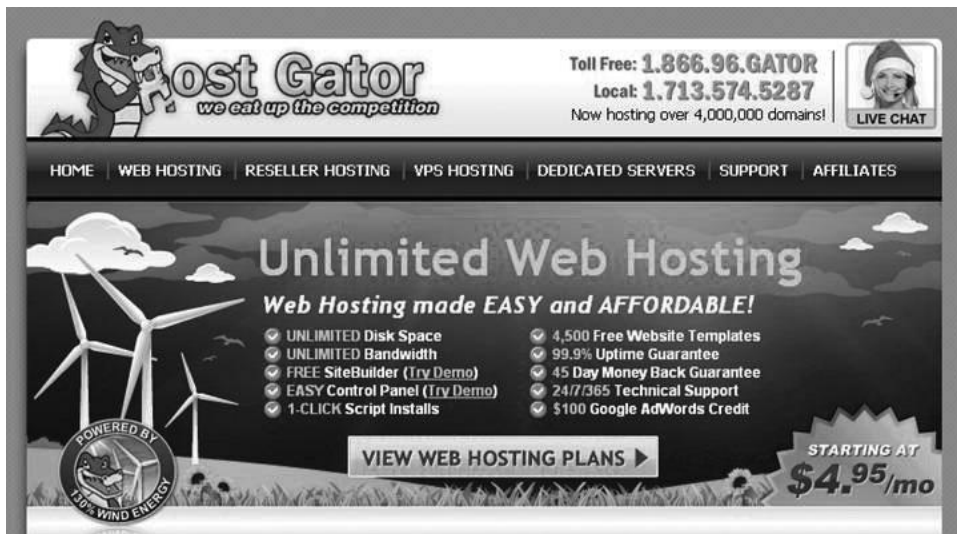 Host Gator
we eat up the competition
Toll Free: 1.866.96.GATOR
Local: 1.713.574.5287
Now hosting over 4,000,000 domains!
LIVE CHAT
HOME WEB HOSTING RESELLER HOSTING VPS HOSTING DEDICATED SERVERS SUPPORT AFFILIATES
Unlimited Web Hosting
Web Hosting made EASY and AFFORDABLE!
UNLIMITED Disk Space
UNLIMITED Bandwidth
FREE SiteBuilder (Try Demo)
EASY Control Panel (Try Demo)
1-CLICK Script Installs
4,500 Free Website Templates
99.9% Uptime Guarantee
45 Day Money Back Guarantee
24/7/365 Technical Support
$100 Google AdWords Credit
VIEW WEB HOSTING PLANS
STARTING AT
$4.95/mo
POWERED BY
130% WIND ENERGY